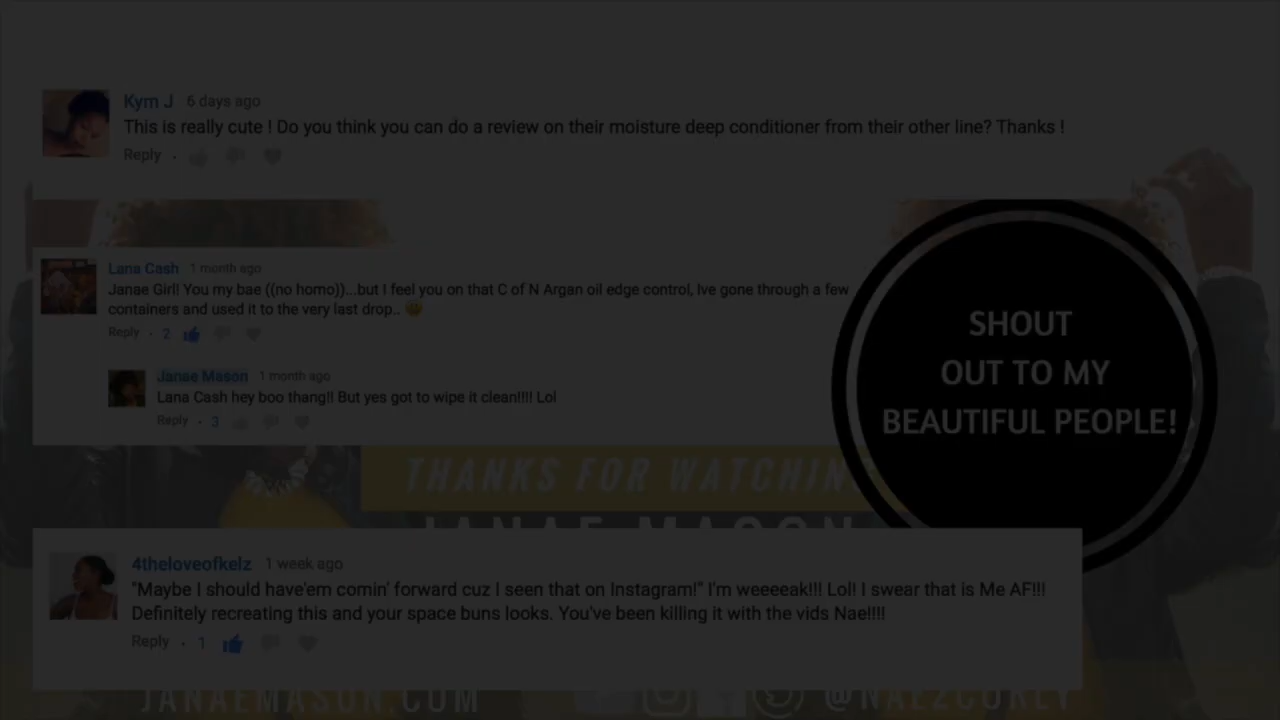 Kym J 6 days ago
This is really cute ! Do you think you can do a review on their moisture deep conditioner from their other line? Thanks !
Reply ·
Lana Cash 1 month ago
Janae Girl! You my bae ((no homo))...but I feel you on that C of N Argan oil edge control, Ive gone through a few
containers and used it to the very last drop.. 😃
Reply · 2
Janae Mason 1 month ago
Lana Cash hey boo thang!! But yes got to wipe it clean!!!! Lol
Reply · 3
SHOUT
OUT TO MY
BEAUTIFUL PEOPLE!
THANKS FOR WATCHIN
JANAE MASON
4theloveofkelz 1 week ago
"Maybe I should have'em comin' forward cuz I seen that on Instagram!" I'm weeeeak!!! Lol! I swear that is Me AF!!!
Definitely recreating this and your space buns looks. You've been killing it with the vids Nae!!!!
Reply · 1
JANAEMASON.COM @NAE2CURLY